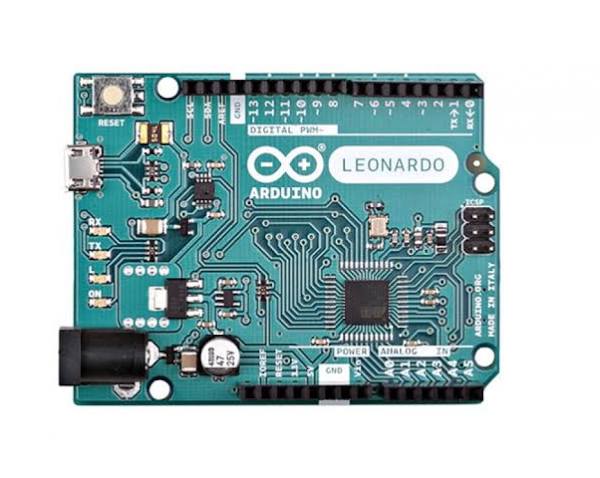 RESET
SCL
SDA
AREF
GND
~13
12
~11
~10
~9
8
7
~6
~5
4
~3
2
TX→1
RX←0
DIGITAL PWM~
LEONARDO
ARDUINO
ICSP
RX
TX
L
ON
ARDUINO.ORG
MADE IN ITALY
47
25V
POWER
ANALOG IN
IOREF
RESET
5V
GND
A0
A1
A2
A3
A4
A5